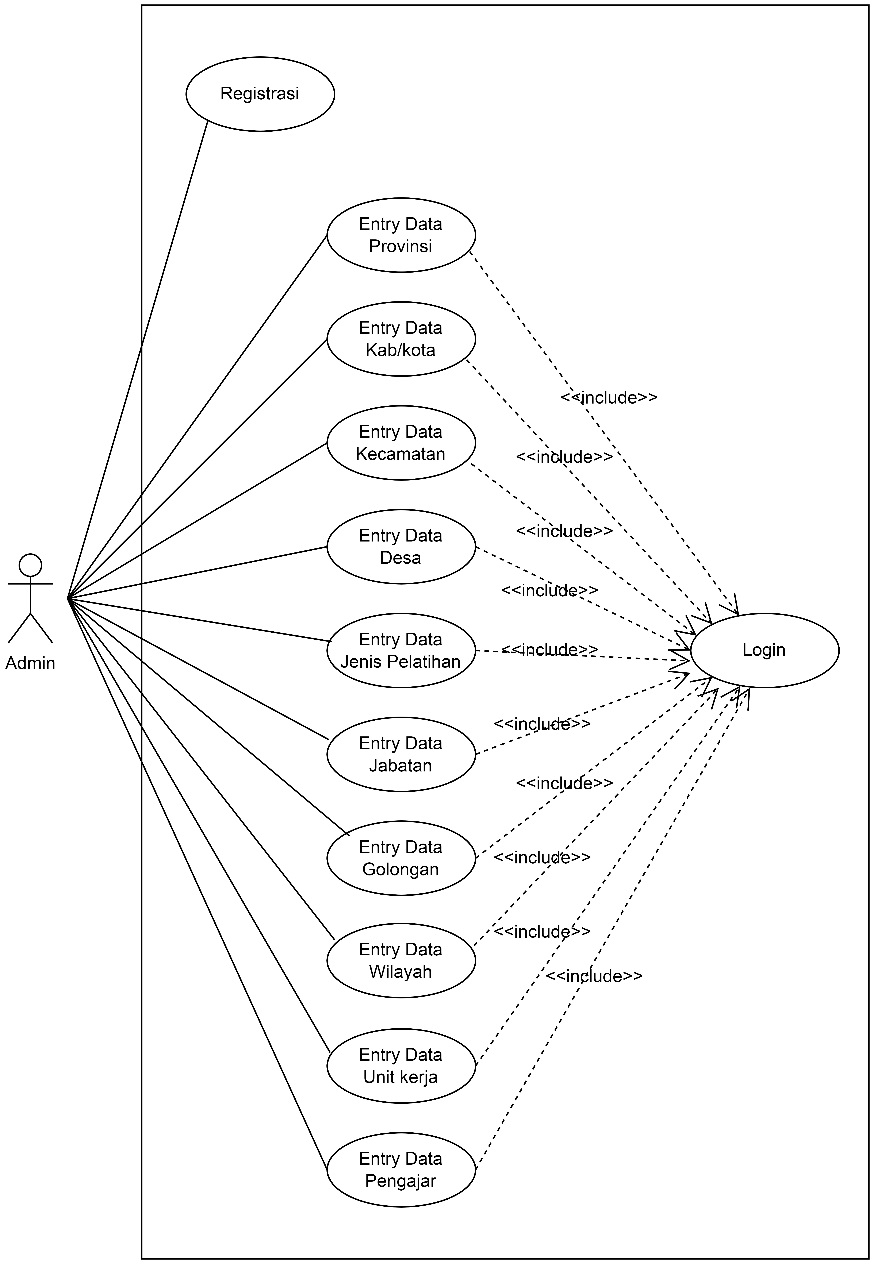 Registrasi
Entry Data
Provinsi
Entry Data
Kab/kota
<<include>>
Entry Data
Kecamatan
<<include>>
<<include>>
Entry Data
Desa
<<include>>
Admin
Entry Data
Jenis Pelatihan
<<include>>
Login
Entry Data
Jabatan
<<include>>
Entry Data
Golongan
<<include>>
<<include>>
Entry Data
Wilayah
<<include>>
<<include>>
Entry Data
Unit kerja
Entry Data
Pengajar